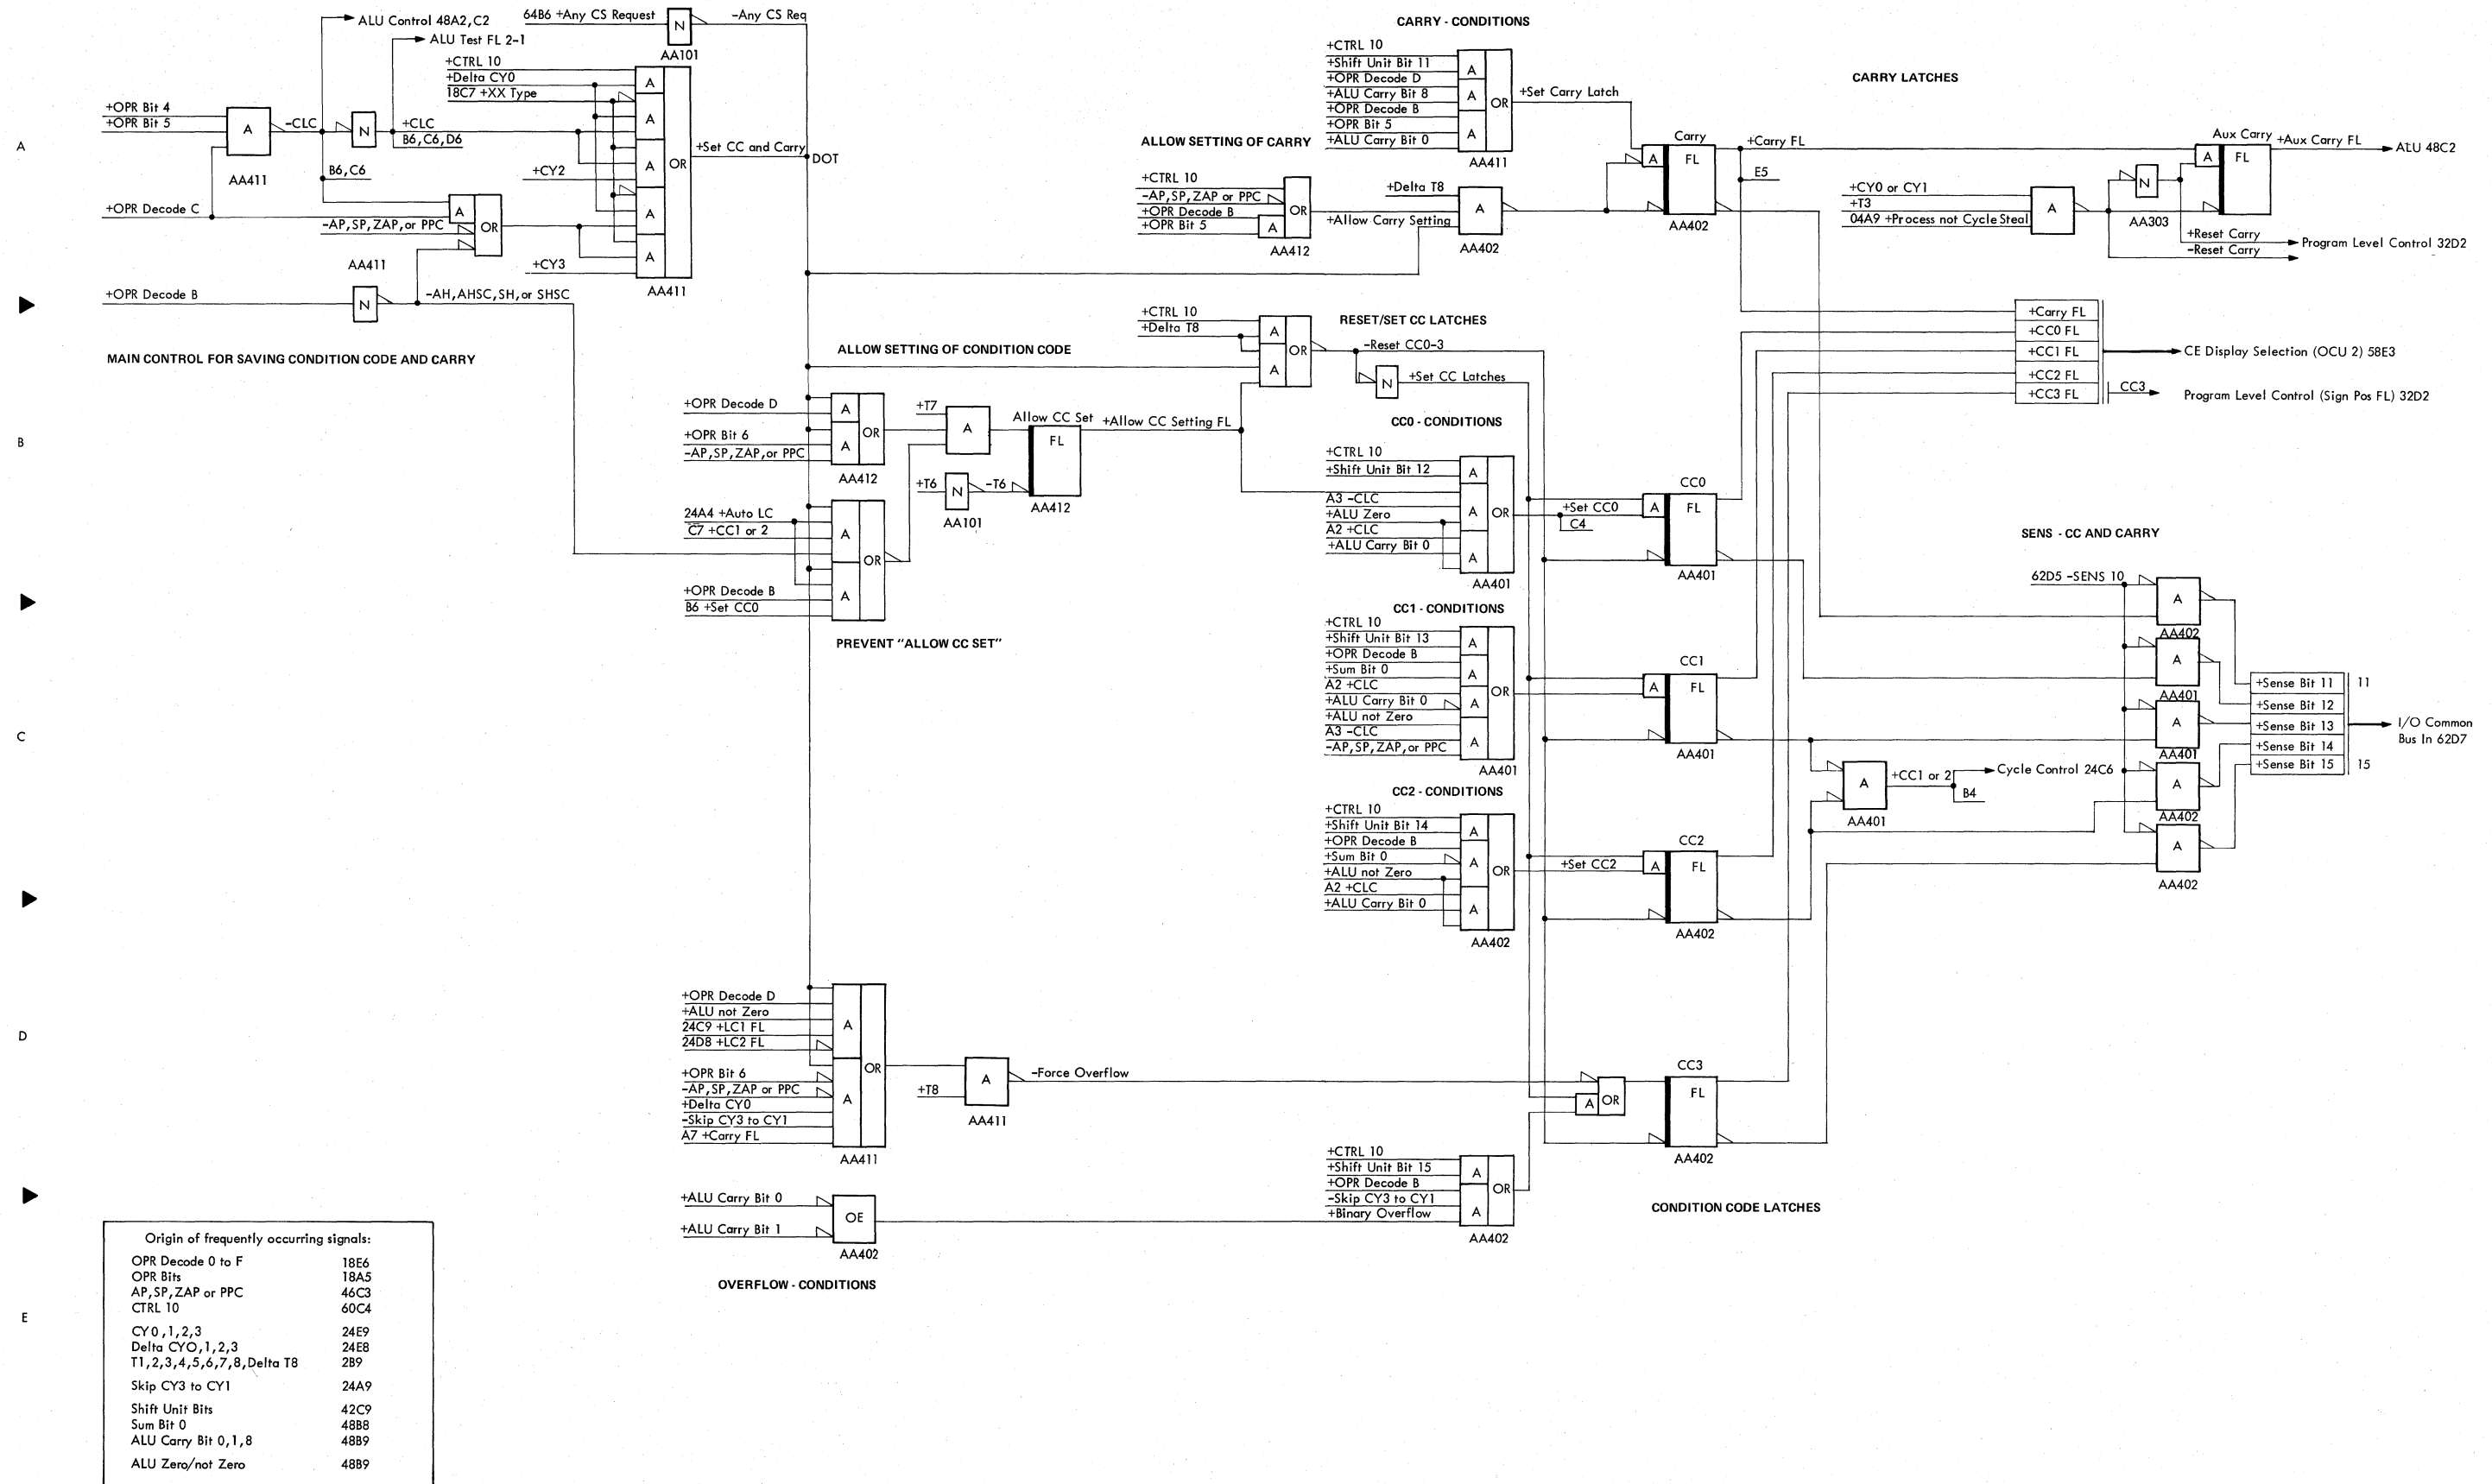 ALU Control 48A2,C2
ALU Test FL 2-1
64B6 +Any CS Request
N
-Any CS Req
AA101
+CTRL 10
+Delta CY0
18C7 +XX Type
A
A
A
A
A
OR
AA411
+Set CC and Carry
DOT
A
+OPR Bit 4
+OPR Bit 5
A
-CLC
N
+CLC
B6,C6,D6
AA411
B6,C6
+CY2
+OPR Decode C
A
OR
-AP,SP,ZAP,or PPC
AA411
+CY3
+OPR Decode B
N
-AH,AHSC,SH,or SHSC
MAIN CONTROL FOR SAVING CONDITION CODE AND CARRY
CARRY - CONDITIONS
+CTRL 10
+Shift Unit Bit 11
+OPR Decode D
+ALU Carry Bit 8
+OPR Decode B
+OPR Bit 5
+ALU Carry Bit 0
A
A
A
OR
AA411
+Set Carry Latch
ALLOW SETTING OF CARRY
+CTRL 10
-AP,SP,ZAP or PPC
+OPR Decode B
+OPR Bit 5
A
OR
AA412
+Delta T8
+Allow Carry Setting
A
AA402
CARRY LATCHES
Carry
A
FL
AA402
+Carry FL
E5
+CY0 or CY1
+T3
04A9 +Process not Cycle Steal
A
N
AA303
Aux Carry
A
FL
+Aux Carry FL
ALU 48C2
+Reset Carry
-Reset Carry
Program Level Control 32D2
RESET/SET CC LATCHES
+CTRL 10
+Delta T8
A
A
OR
-Reset CC0-3
N
+Set CC Latches
+Carry FL
+CC0 FL
+CC1 FL
+CC2 FL
+CC3 FL
CE Display Selection (OCU 2) 58E3
CC3
Program Level Control (Sign Pos FL) 32D2
B
ALLOW SETTING OF CONDITION CODE
+OPR Decode D
+OPR Bit 6
-AP,SP,ZAP,or PPC
A
A
OR
AA412
+T7
A
+T6
N
-T6
AA101
Allow CC Set
FL
AA412
+Allow CC Setting FL
24A4 +Auto LC
C7 +CC1 or 2
+OPR Decode B
B6 +Set CC0
A
A
OR
PREVENT "ALLOW CC SET"
CC0 - CONDITIONS
+CTRL 10
+Shift Unit Bit 12
A3 -CLC
+ALU Zero
A2 +CLC
+ALU Carry Bit 0
A
A
A
OR
AA401
+Set CC0
C4
CC0
A
FL
AA401
C
CC1 - CONDITIONS
+CTRL 10
+Shift Unit Bit 13
+OPR Decode B
+Sum Bit 0
A2 +CLC
+ALU Carry Bit 0
+ALU not Zero
A3 -CLC
-AP,SP,ZAP,or PPC
A
A
A
A
OR
AA401
CC1
A
FL
AA401
SENS - CC AND CARRY
62D5 -SENS 10
A
AA402
A
AA401
A
AA401
A
AA402
A
AA402
+Sense Bit 11
+Sense Bit 12
+Sense Bit 13
+Sense Bit 14
+Sense Bit 15
11
15
I/O Common
Bus In 62D7
A
AA401
+CC1 or 2
Cycle Control 24C6
B4
CC2 - CONDITIONS
+CTRL 10
+Shift Unit Bit 14
+OPR Decode B
+Sum Bit 0
+ALU not Zero
A2 +CLC
+ALU Carry Bit 0
A
A
A
OR
AA402
+Set CC2
CC2
A
FL
AA402
D
+OPR Decode D
+ALU not Zero
24C9 +LC1 FL
24D8 +LC2 FL
+OPR Bit 6
-AP,SP,ZAP or PPC
+Delta CY0
-Skip CY3 to CY1
A7 +Carry FL
A
A
OR
AA411
+T8
A
AA411
-Force Overflow
A
OR
CC3
FL
AA402
+ALU Carry Bit 0
+ALU Carry Bit 1
OE
AA402
OVERFLOW - CONDITIONS
+CTRL 10
+Shift Unit Bit 15
+OPR Decode B
-Skip CY3 to CY1
+Binary Overflow
A
A
OR
AA402
CONDITION CODE LATCHES
E
Origin of frequently occurring signals:
OPR Decode 0 to F 18E6
OPR Bits 18A5
AP,SP,ZAP or PPC 46C3
CTRL 10 60C4
CY0,1,2,3 24E9
Delta CYO,1,2,3 24E8
T1,2,3,4,5,6,7,8,Delta T8 2B9
Skip CY3 to CY1 24A9
Shift Unit Bits 42C9
Sum Bit 0 48B8
ALU Carry Bit 0,1,8 48B9
ALU Zero/not Zero 48B9